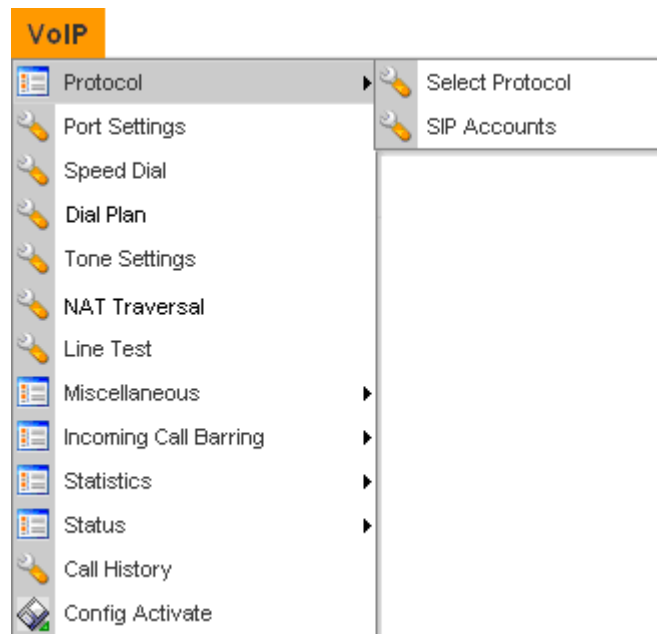 VoIP
Protocol
Select Protocol
SIP Accounts
Port Settings
Speed Dial
Dial Plan
Tone Settings
NAT Traversal
Line Test
Miscellaneous
Incoming Call Barring
Statistics
Status
Call History
Config Activate